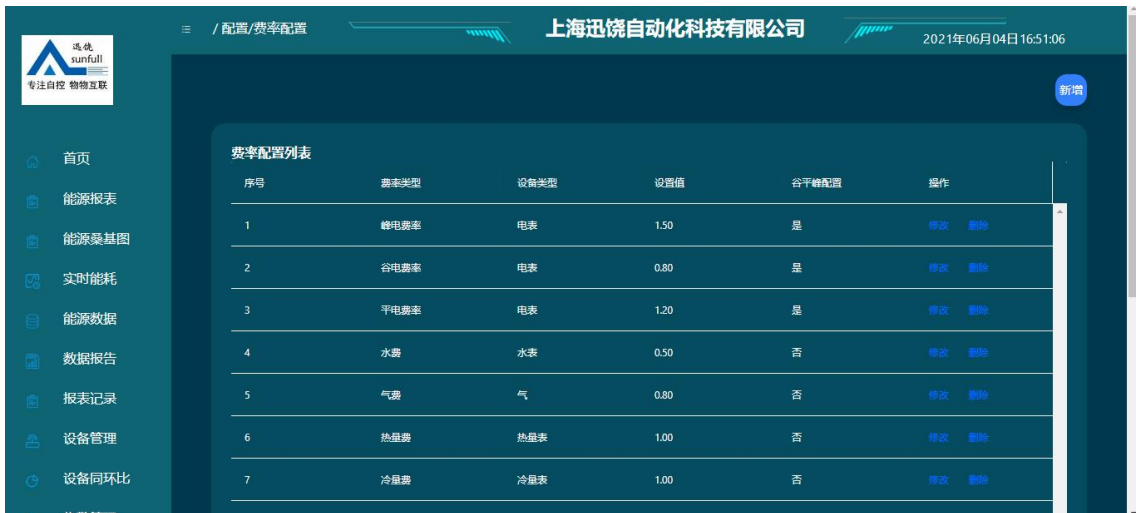 迅饶
sunfull
专注自控 物物互联
/ 配置/费率配置
上海迅饶自动化科技有限公司
2021年06月04日16:51:06
新增
首页
能源报表
能源桑基图
实时能耗
能源数据
数据报告
报表记录
设备管理
设备同环比
费率配置列表
序号 费率类型 设备类型 设置值 谷平峰配置 操作
1 峰电费率 电表 1.50 是 修改 删除
2 谷电费率 电表 0.80 是 修改 删除
3 平电费率 电表 1.20 是 修改 删除
4 水费 水表 0.50 否 修改 删除
5 气费 气 0.80 否 修改 删除
6 热量费 热量表 1.00 否 修改 删除
7 冷量费 冷量表 1.00 否 修改 删除